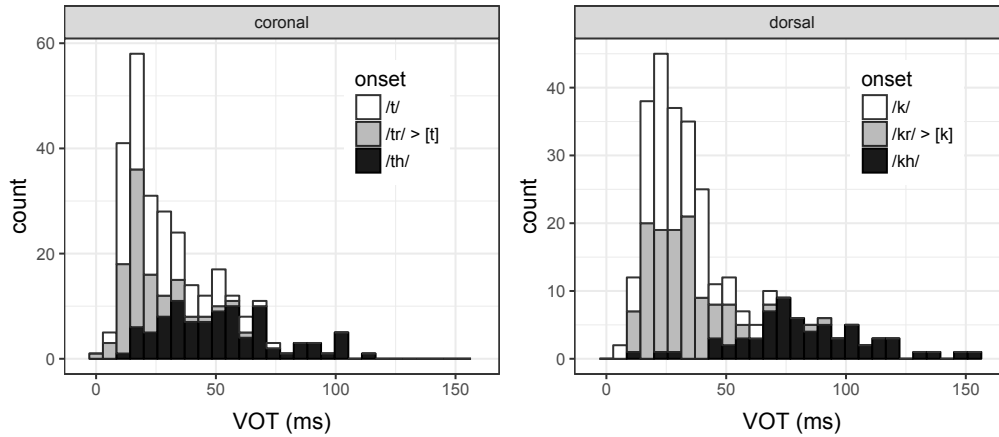 coronal
60
40
20
0
count
onset
/t/
/tr/ > [t]
/th/
0 50 100 150
VOT (ms)
dorsal
40
30
20
10
0
count
onset
/k/
/kr/ > [k]
/kh/
0 50 100 150
VOT (ms)